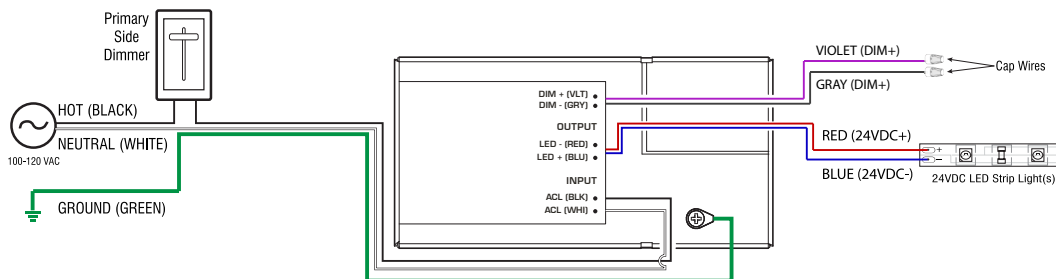 Primary
Side
Dimmer
HOT (BLACK)
NEUTRAL (WHITE)
100-120 VAC
GROUND (GREEN)
DIM + (VLT)
DIM - (GRY)
OUTPUT
LED - (RED)
LED + (BLU)
INPUT
ACL (BLK)
ACL (WHI)
VIOLET (DIM+)
GRAY (DIM+)
Cap Wires
RED (24VDC+)
BLUE (24VDC-)
+
–
24VDC LED Strip Light(s)